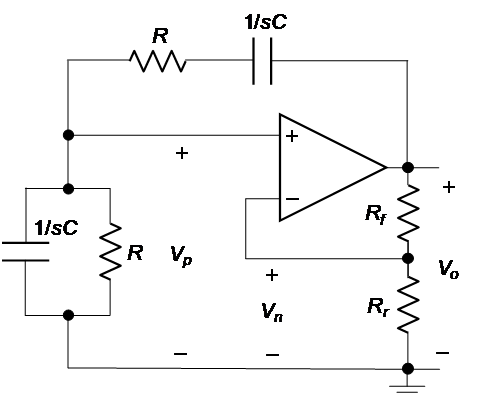 R
1/sC
+
+
+
−
R_f
1/sC
R
V_p
+
V_o
V_n
R_r
−
−
−